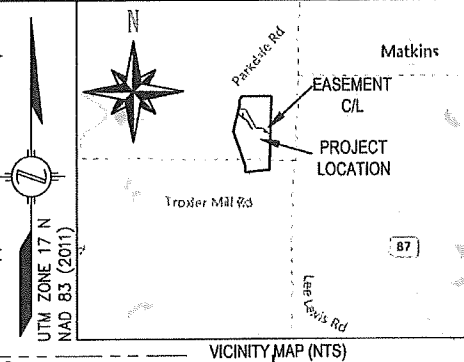 N
Parkdale Rd
Matkins
EASEMENT
C/L
PROJECT
LOCATION
Troxler Mill Rd
87
Lee Lewis Rd
UTM ZONE 17 N
NAD 83 (2011)
VICINITY MAP (NTS)